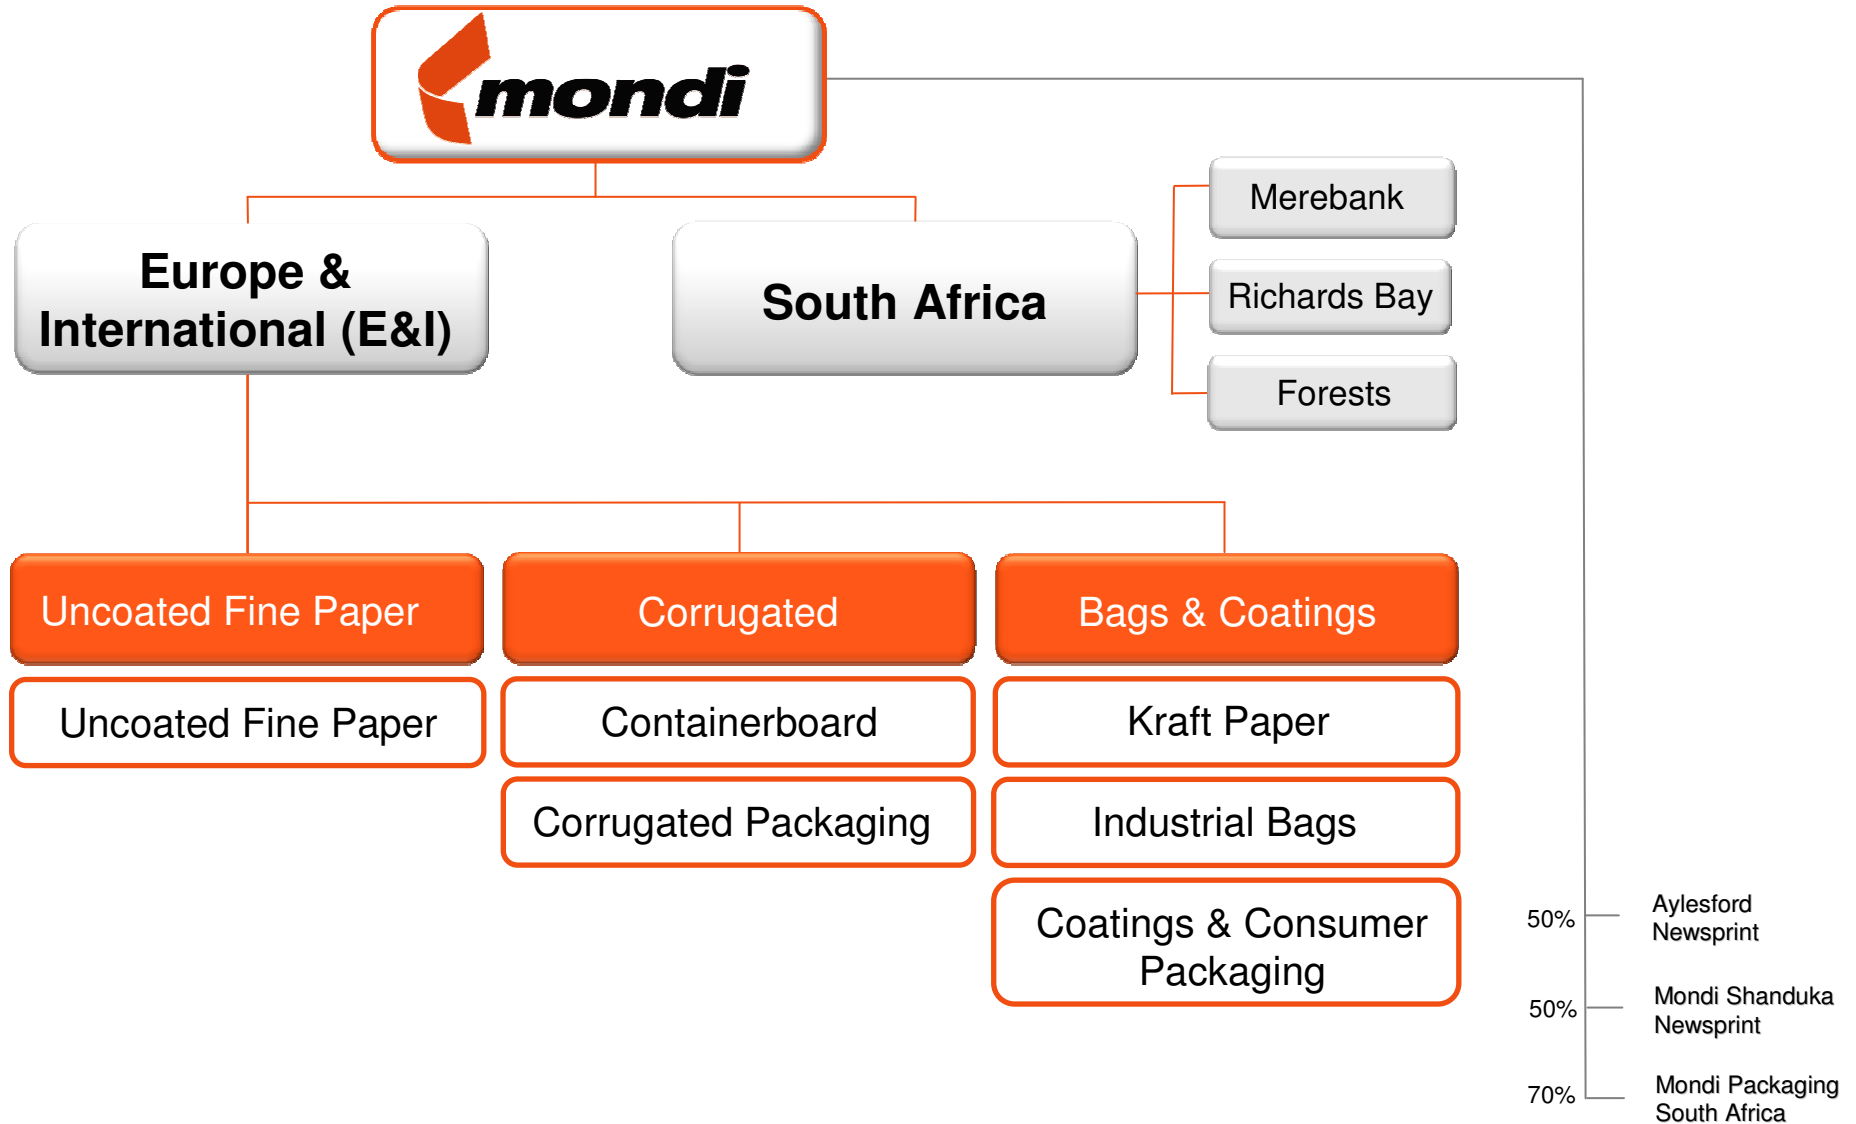 mondi
Europe &
International (E&I)
South Africa
Merebank
Richards Bay
Forests
Uncoated Fine Paper
Corrugated
Bags & Coatings
Uncoated Fine Paper
Containerboard
Kraft Paper
Corrugated Packaging
Industrial Bags
Coatings & Consumer
Packaging
50%
Aylesford
Newsprint
50%
Mondi Shanduka
Newsprint
70%
Mondi Packaging
South Africa